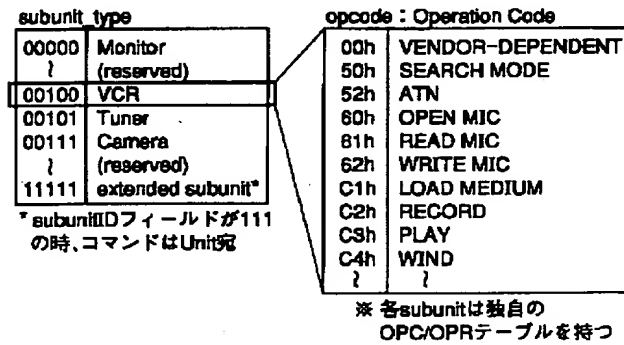 subunit_type
00000 Monitor
≀ (reserved)
00100 VCR
00101 Tuner
00111 Camera
≀ (reserved)
11111 extended subunit*
*subunitIDフィールドが111
の時、コマンドはUnit宛
opcode：Operation Code
00h VENDOR-DEPENDENT
50h SEARCH MODE
52h ATN
60h OPEN MIC
61h READ MIC
62h WRITE MIC
C1h LOAD MEDIUM
C2h RECORD
C3h PLAY
C4h WIND
≀ ≀
※ 各subunitは独自の
OPC/OPRテーブルを持つ